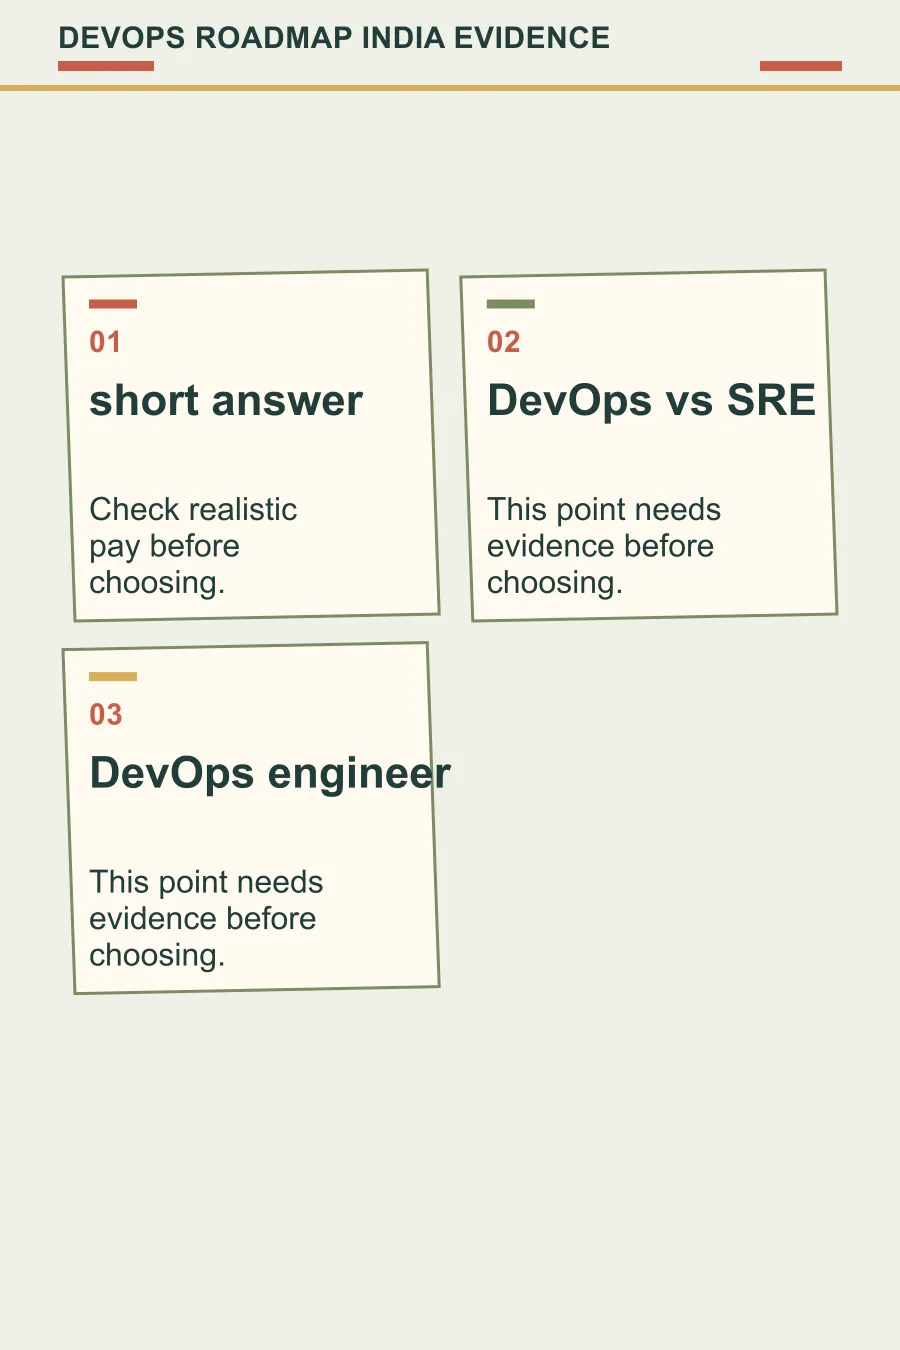 DEVOPS ROADMAP INDIA EVIDENCE
01
short answer
Check realistic
pay before
choosing.
02
DevOps vs SRE
This point needs
evidence before
choosing.
03
DevOps engineer
This point needs
evidence before
choosing.